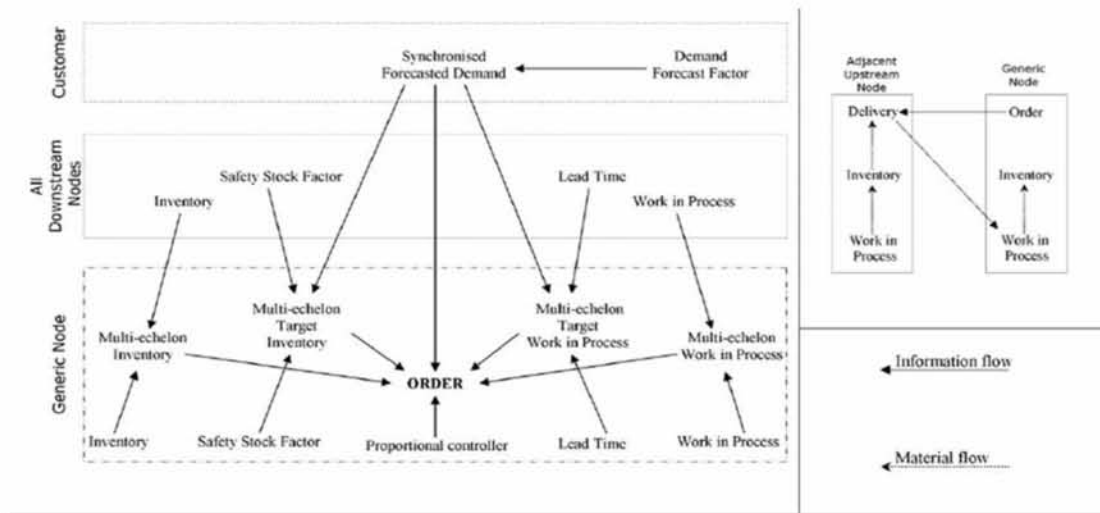 Customer
Synchronised
Forecasted Demand
Demand
Forecast Factor
All
Downstream
Nodes
Safety Stock Factor
Inventory
Lead Time
Work in Process
Generic Node
Multi-echelon
Inventory
Multi-echelon
Target
Inventory
Multi-echelon
Target
Work in Process
Multi-echelon
Work in Process
ORDER
Inventory
Safety Stock Factor
Proportional controller
Lead Time
Work in Process
Adjacent
Upstream
Node
Generic
Node
Delivery
Order
Inventory
Inventory
Work in
Process
Work in
Process
Information flow
Material flow